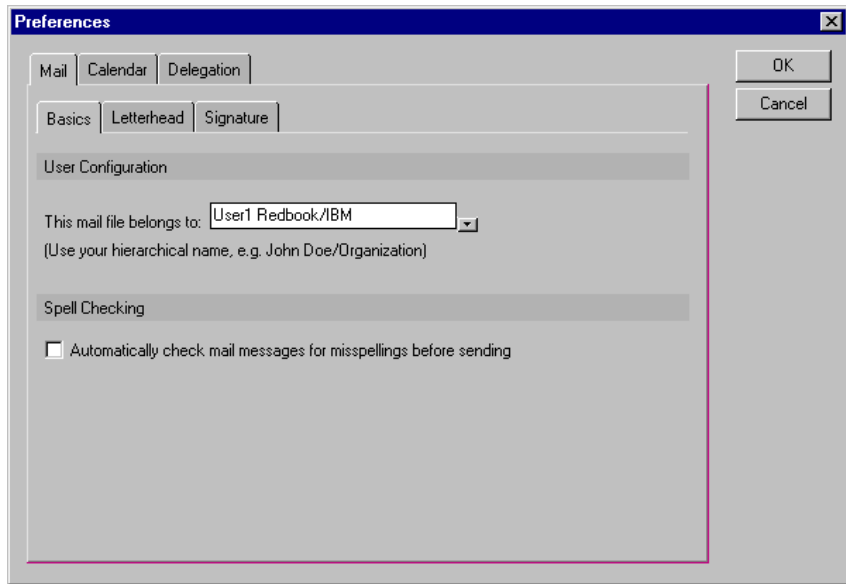 Preferences
Mail Calendar Delegation
OK
Cancel
Basics Letterhead Signature
User Configuration
This mail file belongs to: User1 Redbook/IBM
(Use your hierarchical name, e.g. John Doe/Organization)
Spell Checking
Automatically check mail messages for misspellings before sending